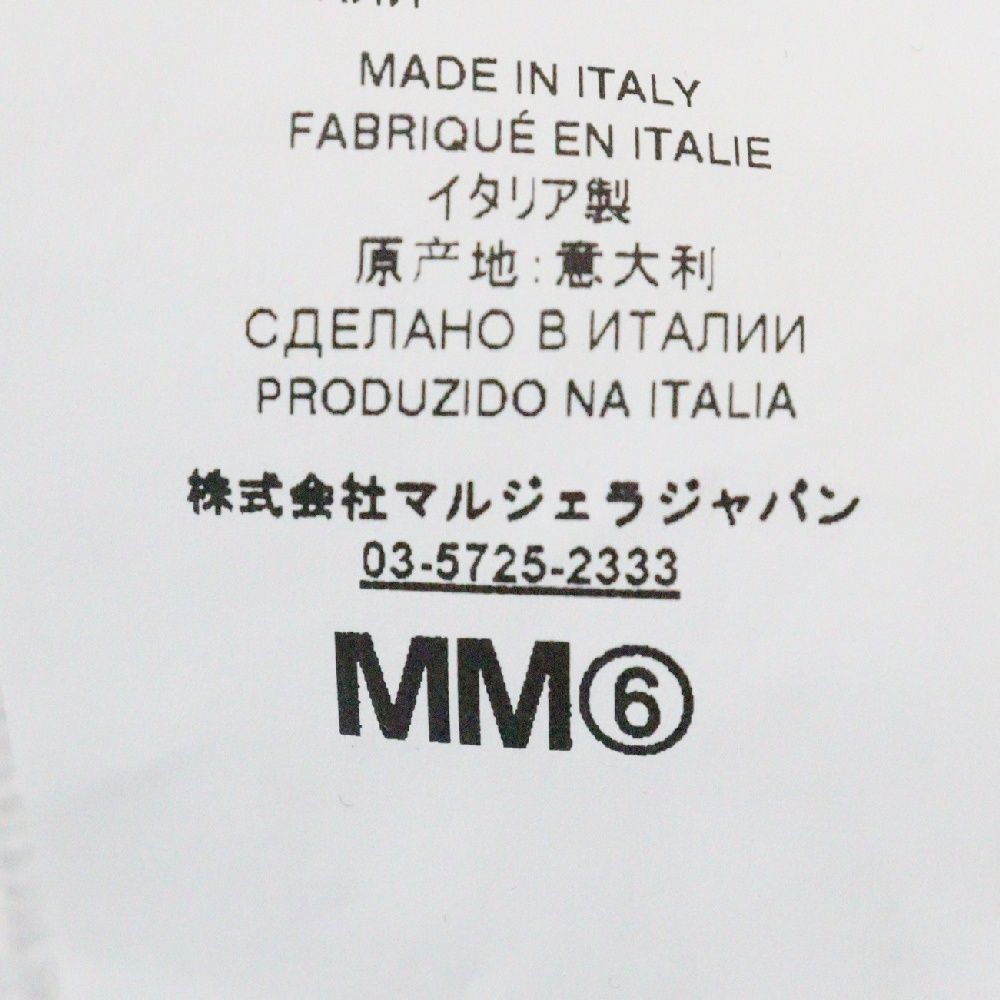 MADE IN ITALY
FABRIQUÉ EN ITALIE
イタリア製
原产地:意大利
СДЕЛАНО В ИТАЛИИ
PRODUZIDO NA ITALIA
株式会社マルジェラジャパン
03-5725-2333
MM⑥